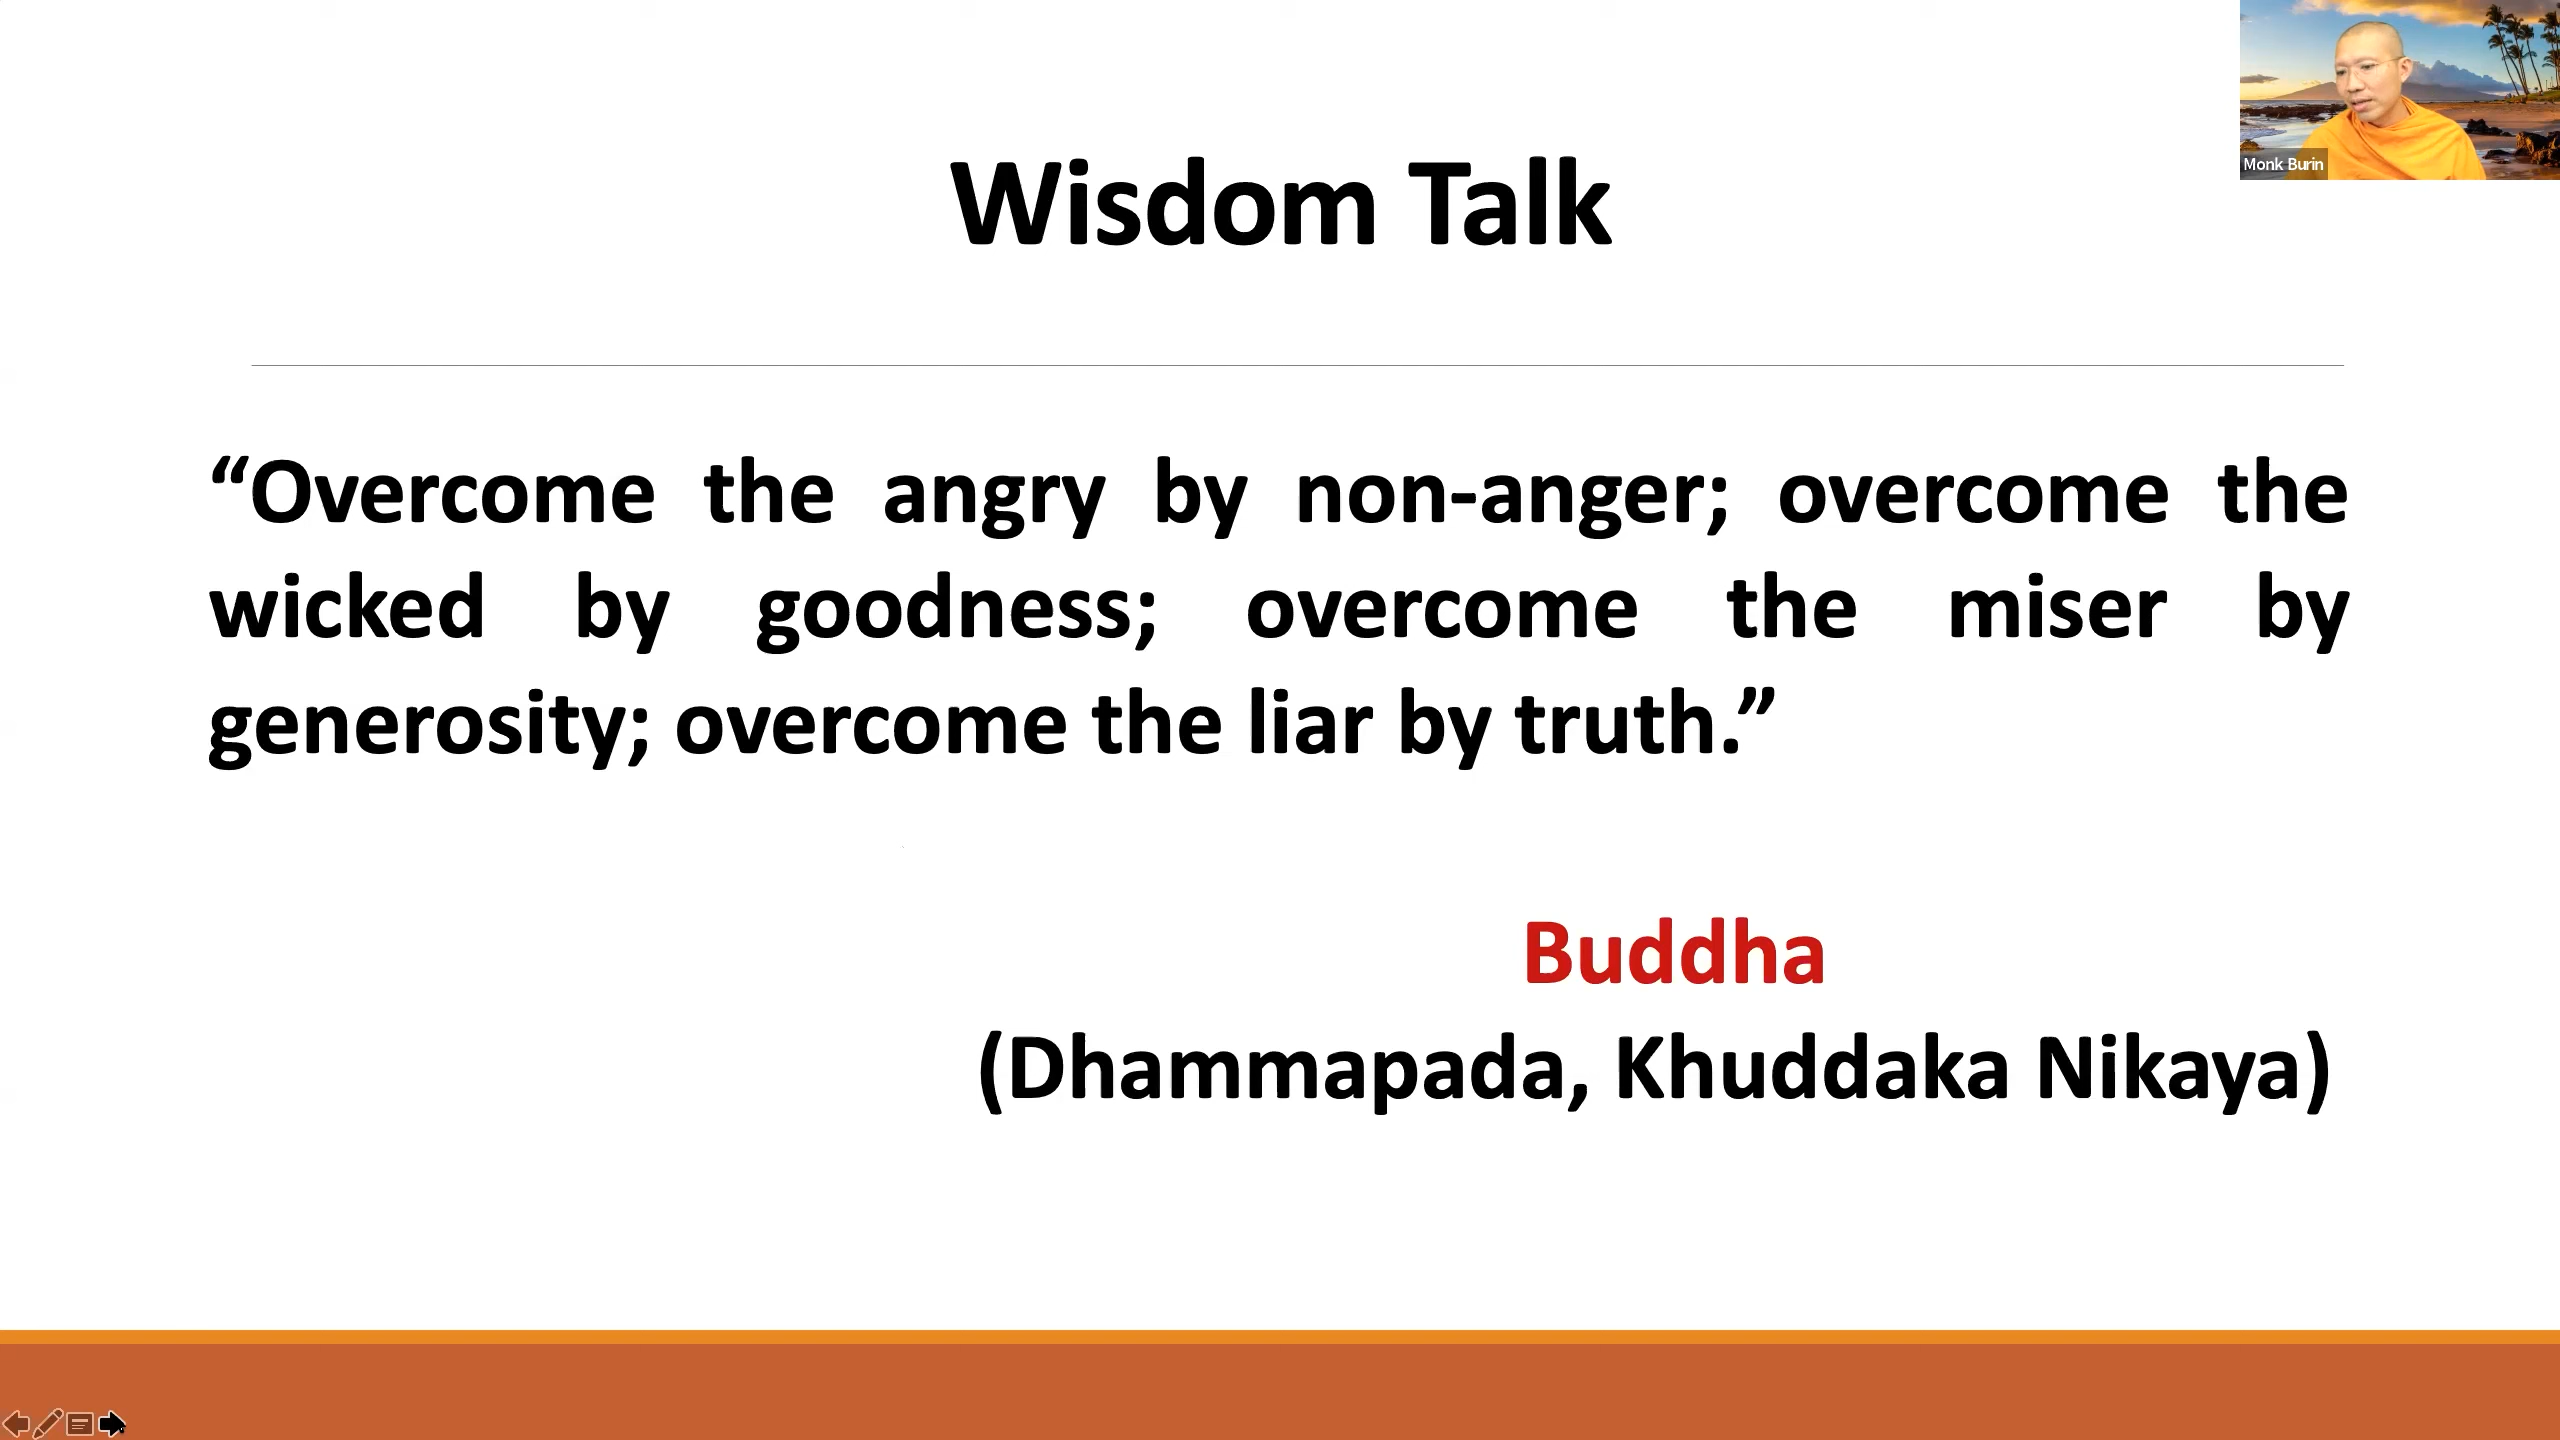 Monk Burin
Wisdom Talk
“Overcome the angry by non-anger; overcome the
wicked by goodness; overcome the miser by
generosity; overcome the liar by truth.”
Buddha
(Dhammapada, Khuddaka Nikaya)